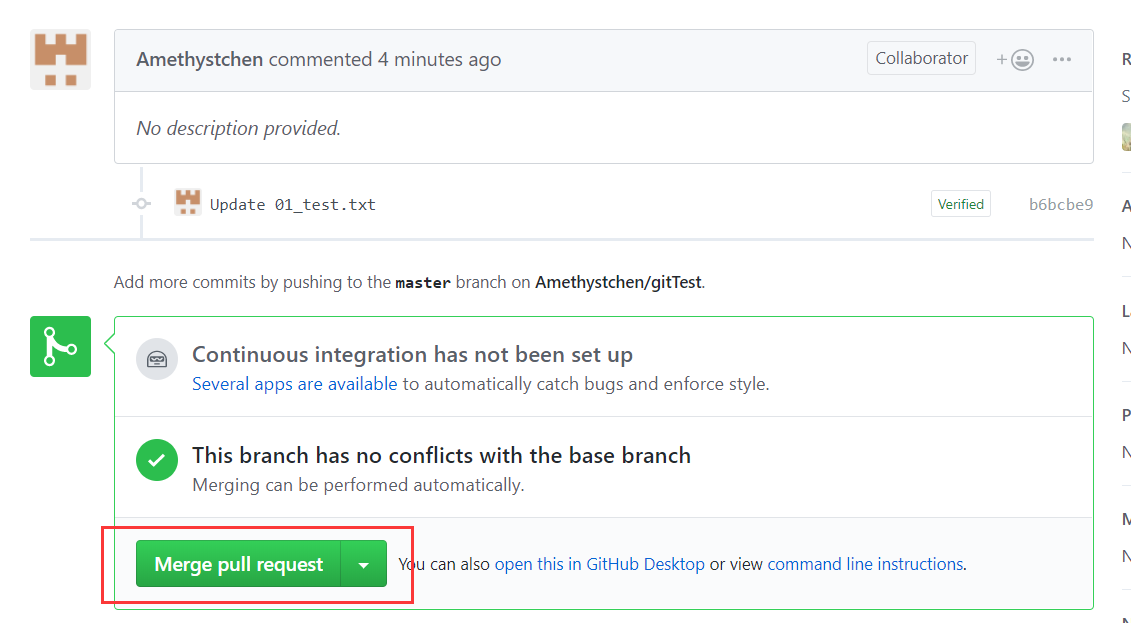 Amethystchen commented 4 minutes ago Collaborator
No description provided.
Update 01_test.txt Verified b6bcbe9
Add more commits by pushing to the master branch on Amethystchen/gitTest.
Continuous integration has not been set up
Several apps are available to automatically catch bugs and enforce style.
This branch has no conflicts with the base branch
Merging can be performed automatically.
Merge pull request You can also open this in GitHub Desktop or view command line instructions.